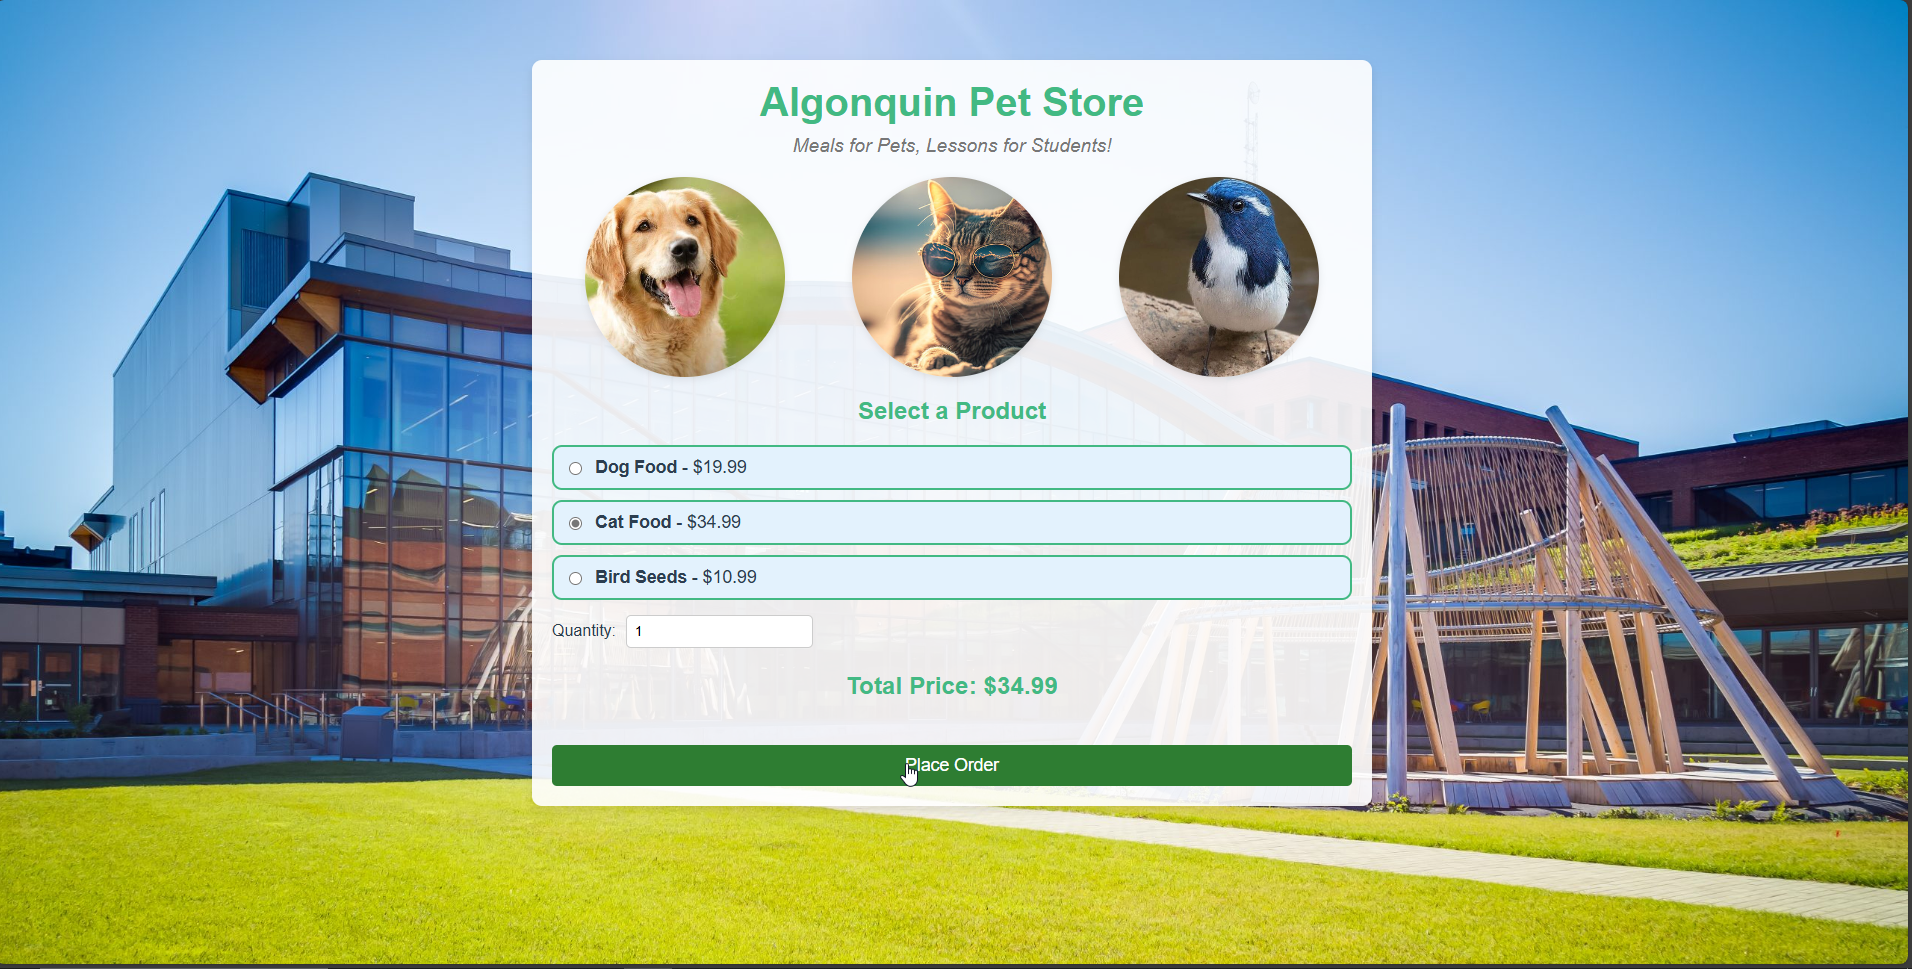 Algonquin Pet Store
Meals for Pets, Lessons for Students!
Select a Product
Dog Food - $19.99
Cat Food - $34.99
Bird Seeds - $10.99
Quantity: 1
Total Price: $34.99
Place Order